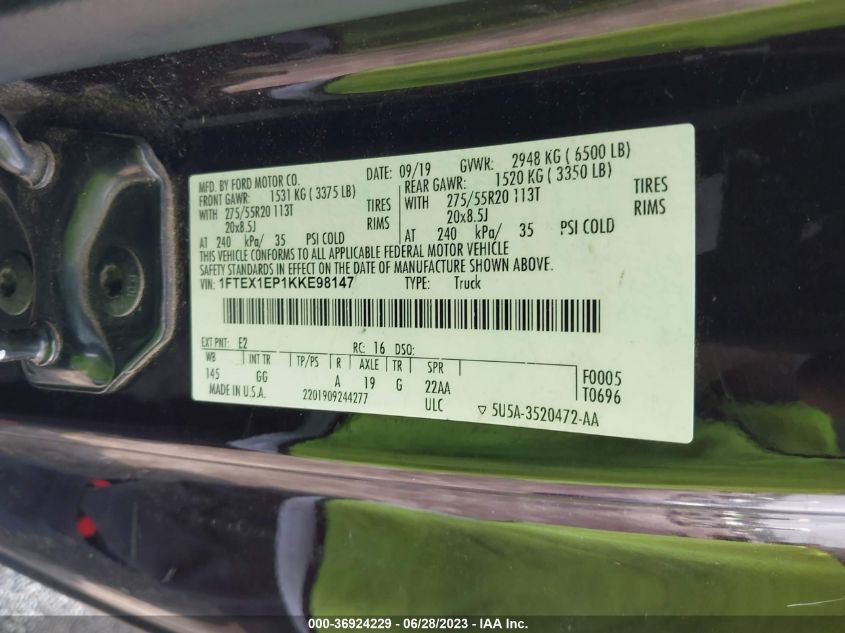 MFD. BY FORD MOTOR CO. DATE: 09/19 GVWR: 2948 KG ( 6500 LB)
FRONT GAWR: 1531 KG ( 3375 LB) REAR GAWR: 1520 KG ( 3350 LB)
WITH 275/55R20 113T TIRES WITH 275/55R20 113T TIRES
20x8.5J RIMS 20x8.5J RIMS
AT 240 kPa/ 35 PSI COLD AT 240 kPa/ 35 PSI COLD
THIS VEHICLE CONFORMS TO ALL APPLICABLE FEDERAL MOTOR VEHICLE
SAFETY STANDARDS IN EFFECT ON THE DATE OF MANUFACTURE SHOWN ABOVE.
VIN: 1FTEX1EP1KKE98147 TYPE: Truck
EXT PNT: E2 RC: 16 DSO:
WB INT TR TP/PS R AXLE TR SPR
145 GG A 19 G 22AA F0005
MADE IN U.S.A. 2201909244277 ULC T0696
▽ 5U5A-3520472-AA
000-36924229 - 06/28/2023 - IAA Inc.